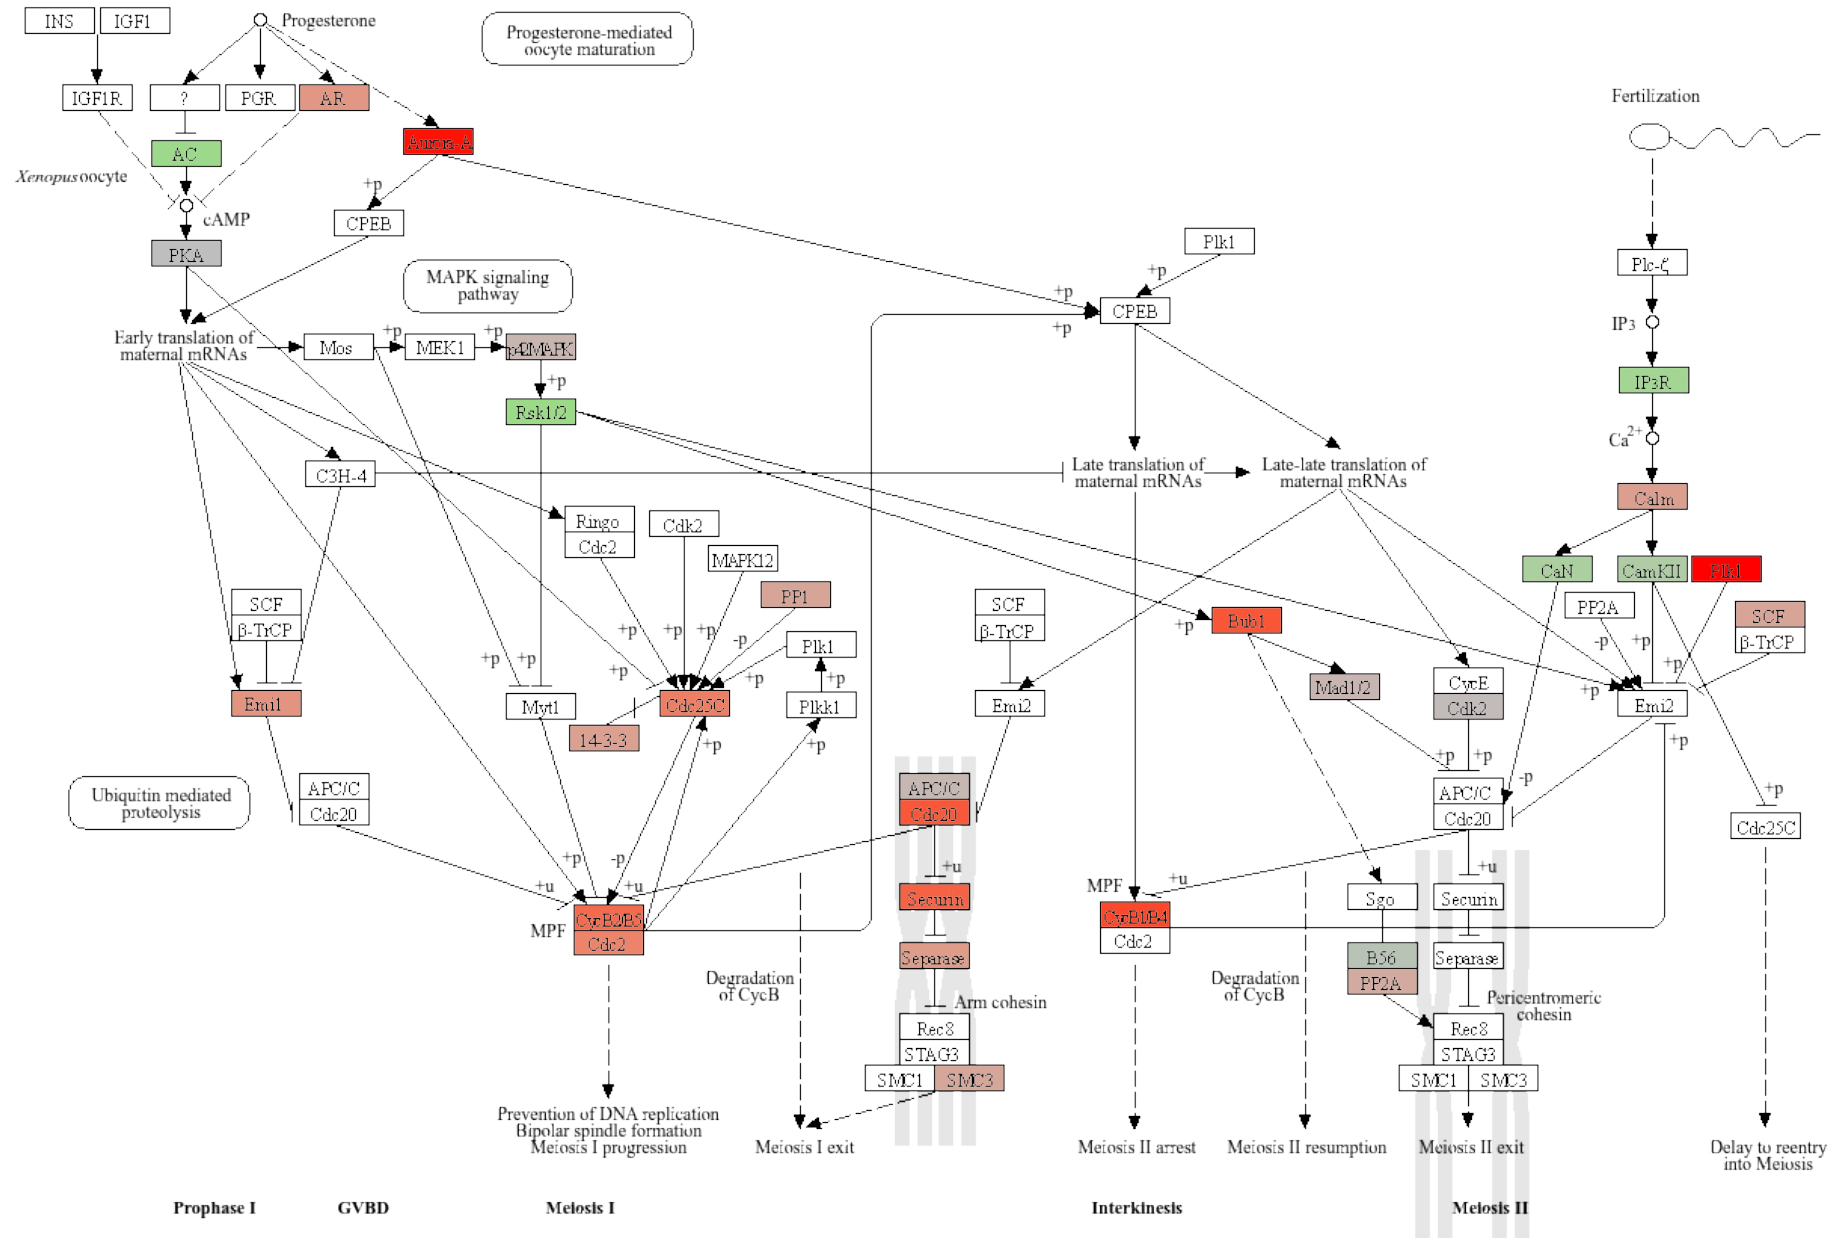 INS
IGF1
Progesterone
Progesterone-mediated
oocyte maturation
IGF1R
?
PGR
AR
Fertilization
Aurora-A
AC
Xenopus oocyte
+p
cAMP
CPEB
PKA
Plk1
Plc-ζ
MAPK signaling
pathway
+p
+p
CPEB
+p
IP3
Early translation of
maternal mRNAs
Mos
+p
MEK1
+p
p42MAPK
+p
Rsk1/2
IP3R
Ca2+
C3H-4
Late translation of
maternal mRNAs
Late-late translation of
maternal mRNAs
Calm
Ringo
Cdc2
Cdk2
MAPK12
CaN
CamKII
Plk1
PP1
SCF
β-TrCP
SCF
β-TrCP
PP2A
SCF
β-TrCP
Bub1
+p
+p
+p
+p
-p
-p
+p
Plk1
+p
+p
+p
+p
+p
+p
Mad1/2
CycE
Cdk2
+p
Emi1
Myt1
Cdc25C
Plkk1
Emi2
Emi2
14-3-3
+p
+p
+p
+p
+p
Ubiquitin mediated
proteolysis
APC/C
Cdc20
APC/C
Cdc20
APC/C
Cdc20
-p
+p
Cdc25C
+p
-p
+u
+u
+u
+u
+u
MPF
CycB2/B5
Cdc2
Securin
MPF
CycB1/B4
Cdc2
Sgo
Securin
Separase
B56
PP2A
Separase
Degradation
of CycB
Arm cohesin
Degradation
of CycB
Pericentromeric
cohesin
Rec8
STAG3
SMC1
SMC3
Rec8
STAG3
SMC1
SMC3
Prevention of DNA replication
Bipolar spindle formation
Meiosis I progression
Meiosis I exit
Meiosis II arrest
Meiosis II resumption
Meiosis II exit
Delay to reentry
into Meiosis
Prophase I
GVBD
Meiosis I
Interkinesis
Meiosis II